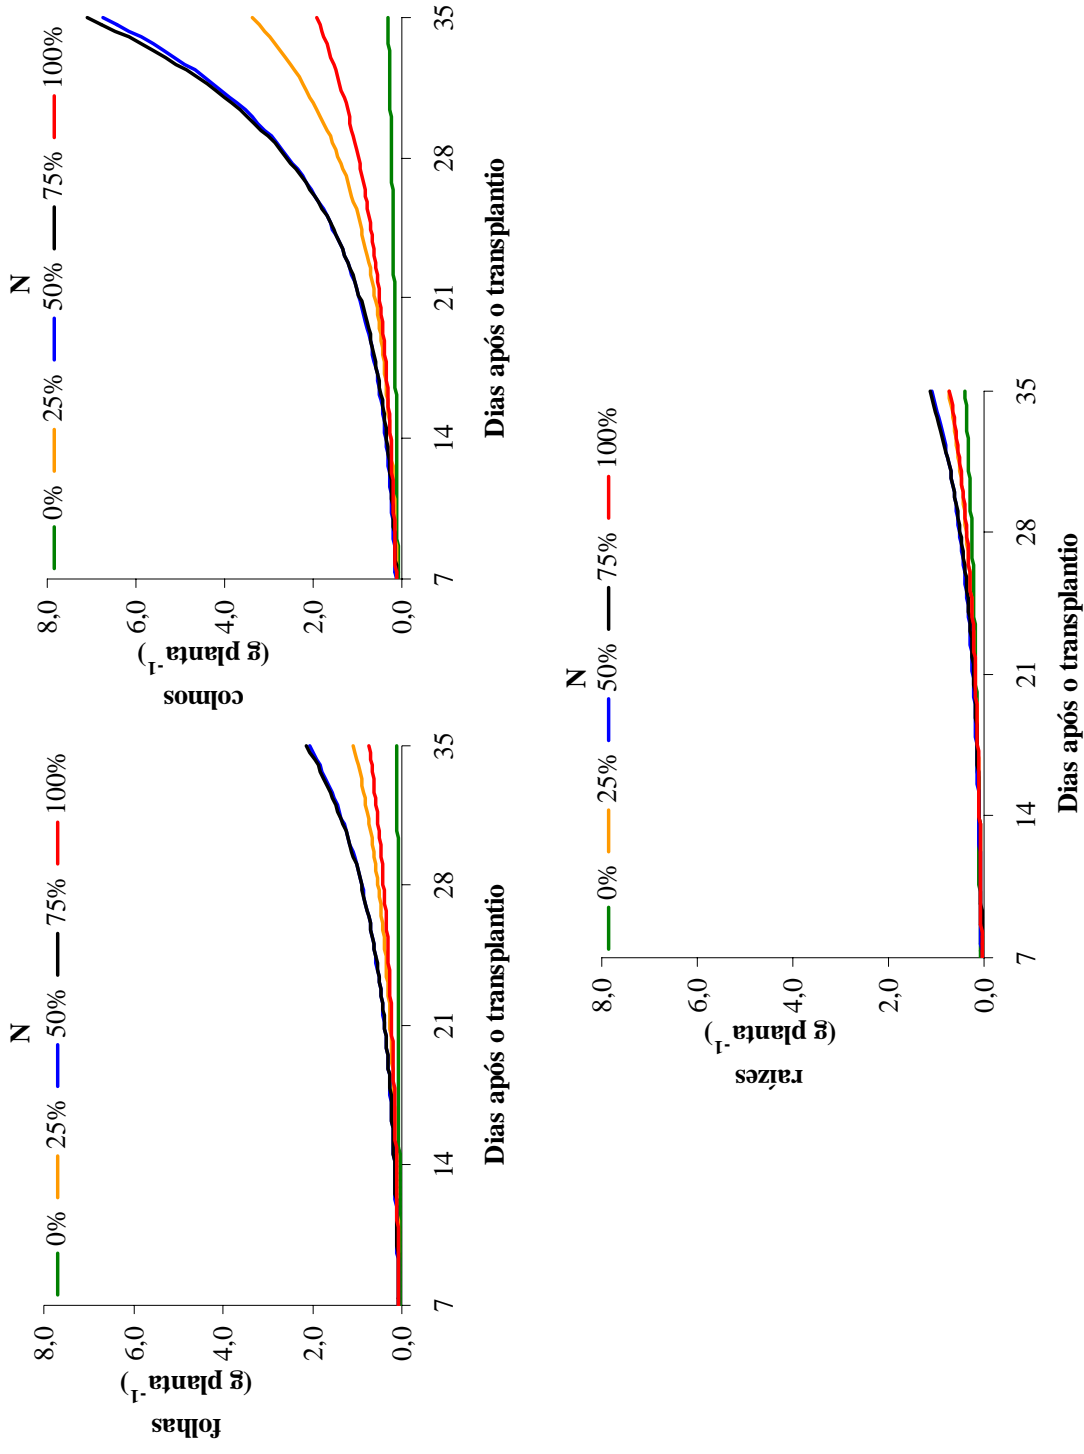 N
0% 25% 50% 75% 100%
folhas
(g planta⁻¹)
8,0
6,0
4,0
2,0
0,0
7 14 21 28 35
Dias após o transplantio
N
0% 25% 50% 75% 100%
colmos
(g planta⁻¹)
8,0
6,0
4,0
2,0
0,0
7 14 21 28 35
Dias após o transplantio
N
0% 25% 50% 75% 100%
raízes
(g planta⁻¹)
8,0
6,0
4,0
2,0
0,0
7 14 21 28 35
Dias após o transplantio